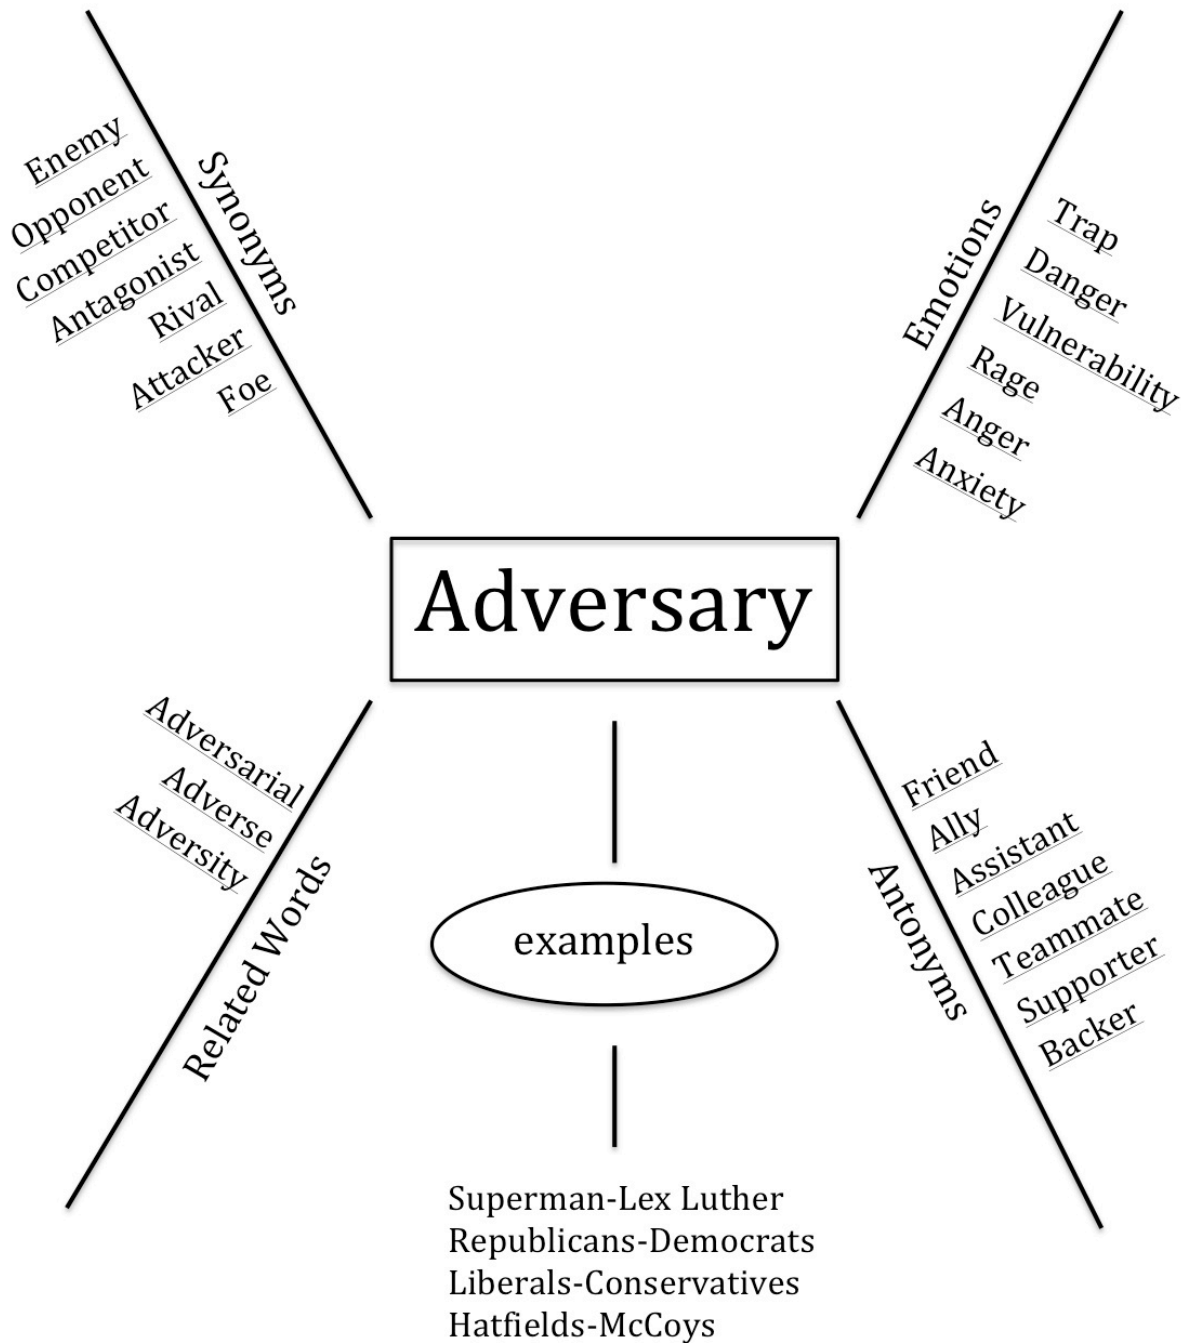 Synonyms
Enemy
Opponent
Competitor
Antagonist
Rival
Attacker
Foe
Emotions
Trap
Danger
Vulnerability
Rage
Anger
Anxiety
Adversary
Related Words
Adversarial
Adverse
Adversity
examples
Superman-Lex Luther
Republicans-Democrats
Liberals-Conservatives
Hatfields-McCoys
Antonyms
Friend
Ally
Assistant
Colleague
Teammate
Supporter
Backer